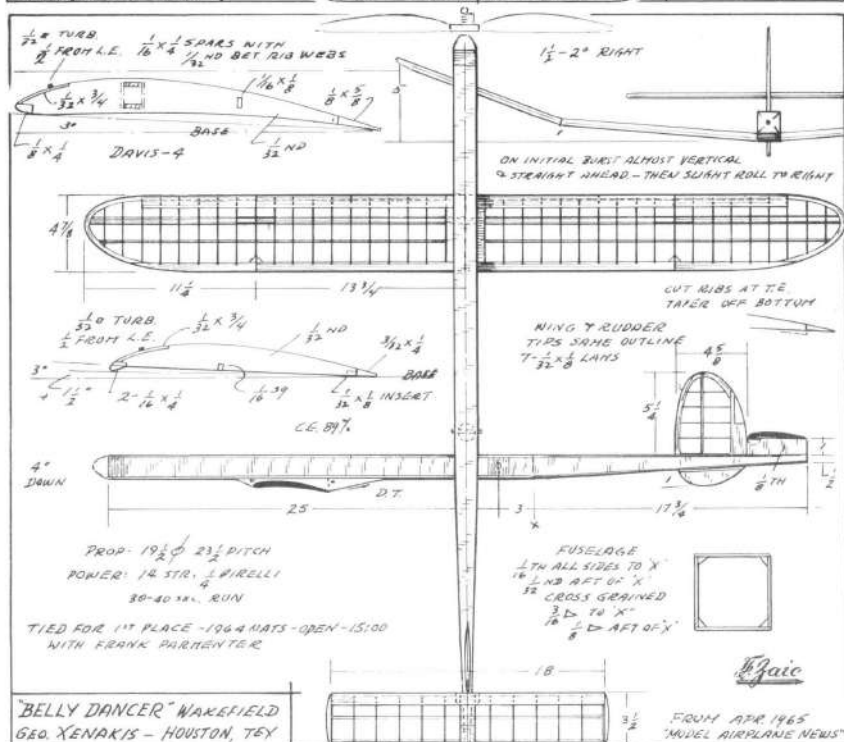 1/32 ⌀ TURB.
1/2 FROM L.E.
1/16 x 1/4 SPARS WITH
1/32 ND BET. RIB WEBS
1/32 x 3/4
1/16 x 1/8
1/8 x 5/8
3°
BASE
1/8 x 1/4
DAVIS-4
1/32 ND
1 1/2 - 2° RIGHT
5
ON INITIAL BURST ALMOST VERTICAL
& STRAIGHT AHEAD - THEN SLIGHT ROLL TO RIGHT
4 7/8
11 1/4
13 3/4
CUT RIBS AT T.E.
TAPER OFF BOTTOM
1/32 ⌀ TURB.
1/2 FROM L.E.
1/32 x 3/4
1/32 ND
3/32 x 1/4
3°
+ 1 1/2°
BASE
2 - 1/16 x 1/4
1/16 SQ
1/32 x 1/8 INSERT
C.G. 89%
WING & RUDDER
TIPS SAME OUTLINE
7 - 1/32 x 1/8 LAMS
4 5/8
5 1/4
4° DOWN
D.T.
1/8 TH
1
1 1/2
25
3
X
17 3/4
PROP - 19 1/2 ⌀ 23 1/2 PITCH
POWER: 14 STR. 1/4 PIRELLI
30-40 SEC. RUN
TIED FOR 1ST PLACE - 1964 NATS - OPEN - 15:00
WITH FRANK PARMENTER
FUSELAGE
1/16 TH ALL SIDES TO 'X'
1/32 ND AFT OF 'X'
CROSS GRAINED
3/16 ⊳ TO "X"
1/8 ⊳ AFT OF 'X'
18
3 1/2
F. Zaic
"BELLY DANCER" WAKEFIELD
GEO. XENAKIS - HOUSTON, TEX
FROM APR. 1965
"MODEL AIRPLANE NEWS"